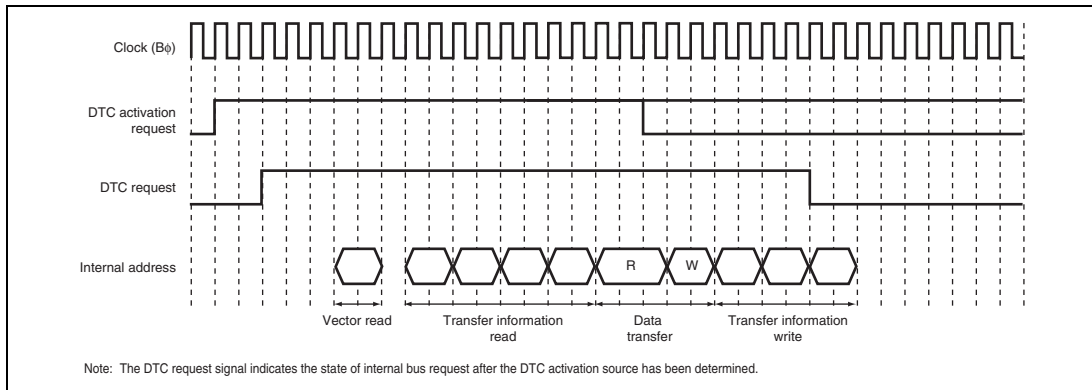 Clock (Bϕ)
DTC activation
request
DTC request
Internal address
R
W
Vector read
Transfer information
read
Data
transfer
Transfer information
write
Note: The DTC request signal indicates the state of internal bus request after the DTC activation source has been determined.